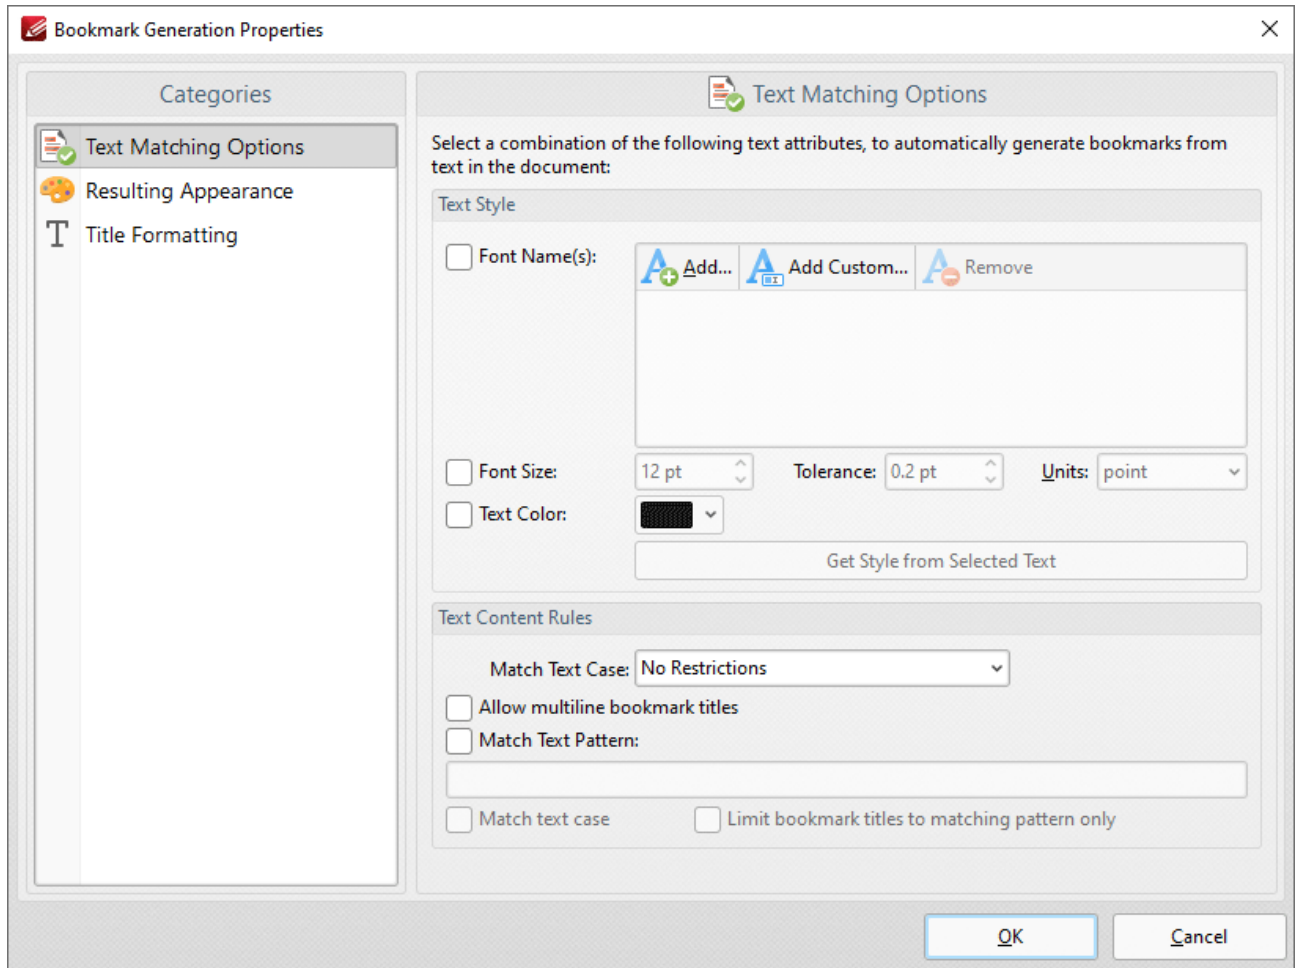 Bookmark Generation Properties
Categories
Text Matching Options
Resulting Appearance
Title Formatting
Text Matching Options
Select a combination of the following text attributes, to automatically generate bookmarks from
text in the document:
Text Style
Font Name(s):
Add... Add Custom... Remove
Font Size: 12 pt Tolerance: 0.2 pt Units: point
Text Color:
Get Style from Selected Text
Text Content Rules
Match Text Case: No Restrictions
Allow multiline bookmark titles
Match Text Pattern:
Match text case Limit bookmark titles to matching pattern only
OK Cancel